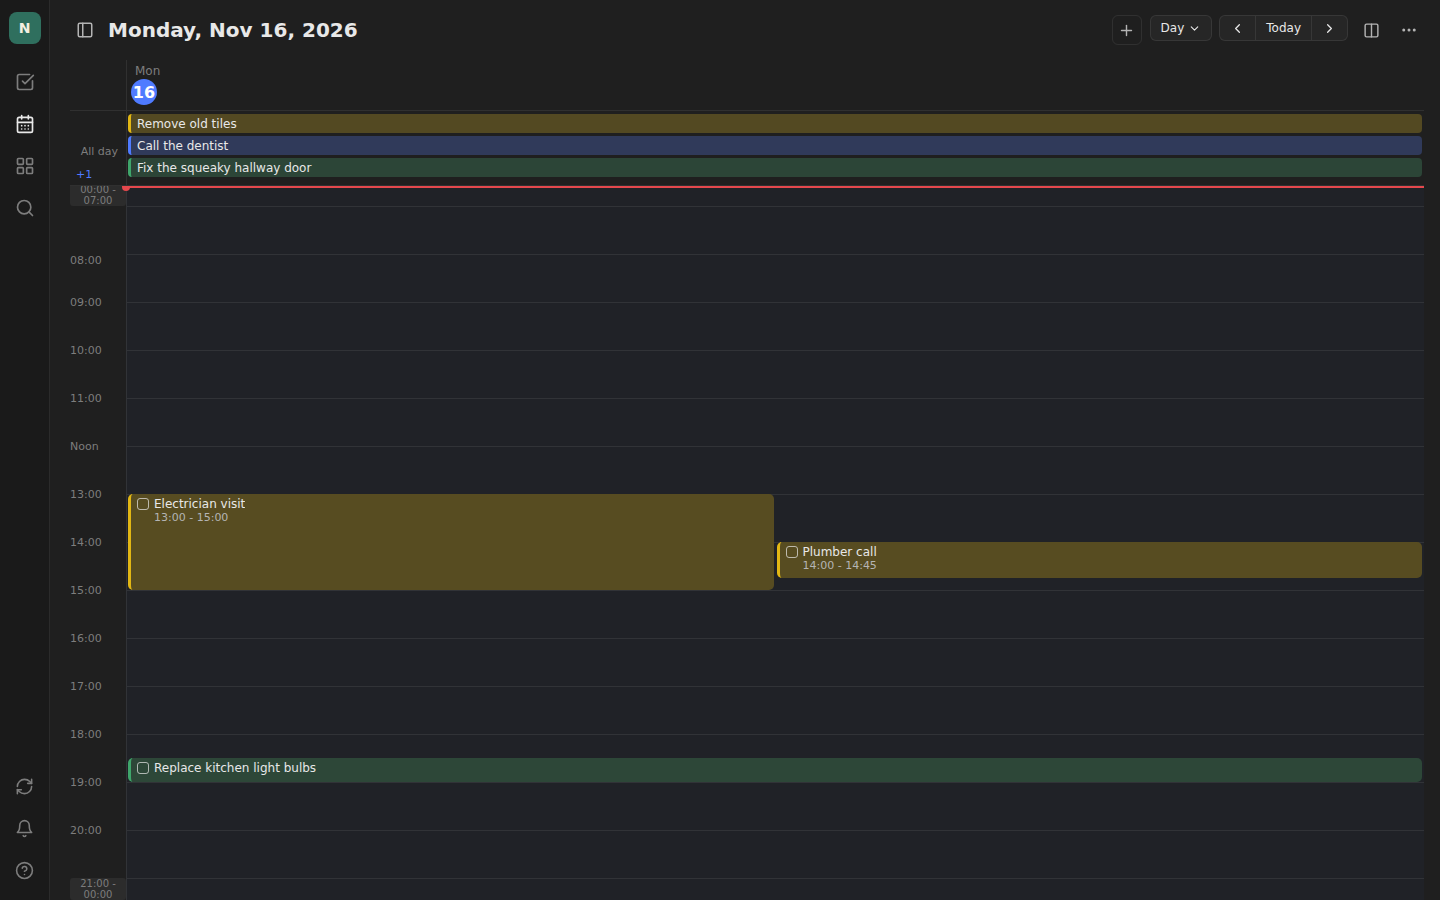 N
Monday, Nov 16, 2026
Day
Today
Mon
16
All day
+1
Remove old tiles
Call the dentist
Fix the squeaky hallway door
00:00 -
07:00
08:00
09:00
10:00
11:00
Noon
13:00
Electrician visit
13:00 - 15:00
14:00
Plumber call
14:00 - 14:45
15:00
16:00
17:00
18:00
Replace kitchen light bulbs
19:00
20:00
21:00 -
00:00